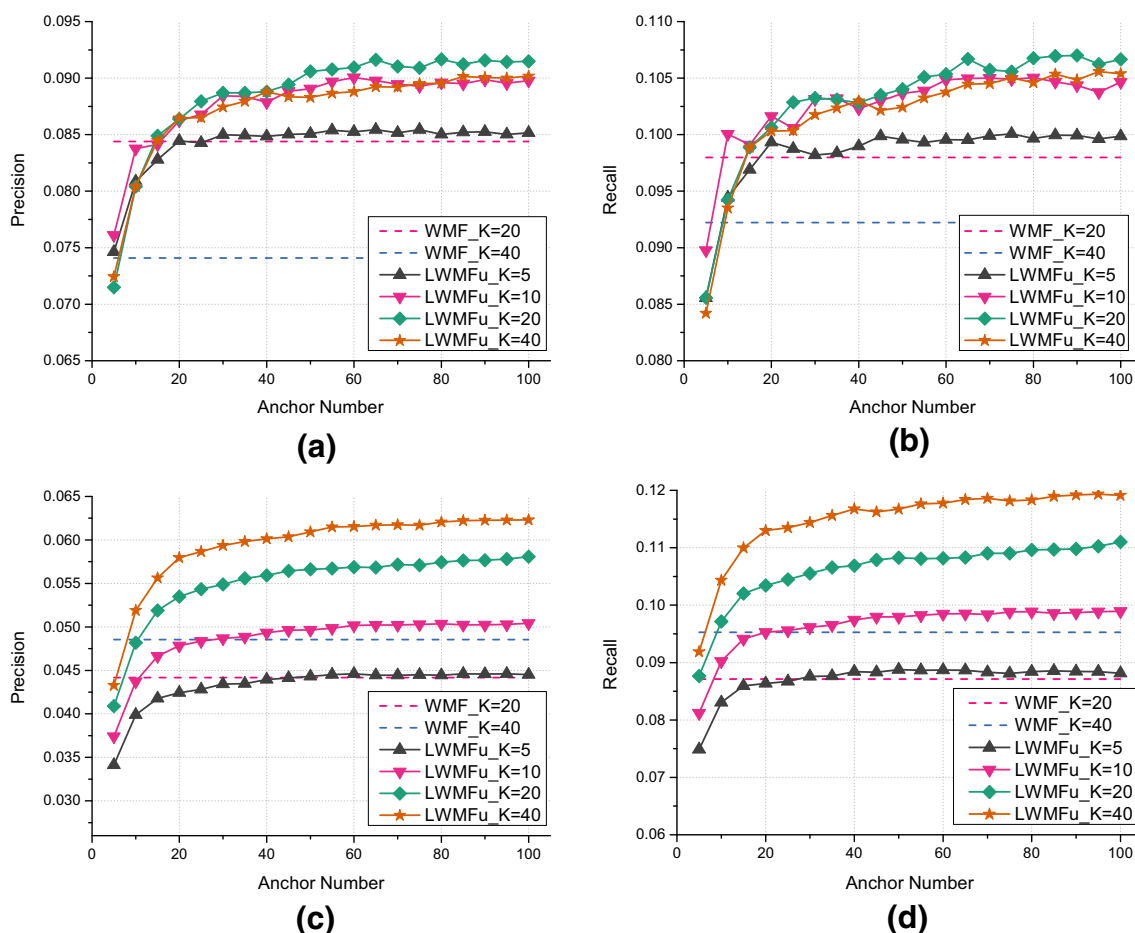 0.095
0.090
0.085
0.080
0.075
0.070
0.065
Precision
WMF_K=20
WMF_K=40
LWMFu_K=5
LWMFu_K=10
LWMFu_K=20
LWMFu_K=40
0 20 40 60 80 100
Anchor Number
(a)
0.110
0.105
0.100
0.095
0.090
0.085
0.080
Recall
WMF_K=20
WMF_K=40
LWMFu_K=5
LWMFu_K=10
LWMFu_K=20
LWMFu_K=40
0 20 40 60 80 100
Anchor Number
(b)
0.065
0.060
0.055
0.050
0.045
0.040
0.035
0.030
Precision
WMF_K=20
WMF_K=40
LWMFu_K=5
LWMFu_K=10
LWMFu_K=20
LWMFu_K=40
0 20 40 60 80 100
Anchor Number
(c)
0.12
0.11
0.10
0.09
0.08
0.07
0.06
Recall
WMF_K=20
WMF_K=40
LWMFu_K=5
LWMFu_K=10
LWMFu_K=20
LWMFu_K=40
0 20 40 60 80 100
Anchor Number
(d)